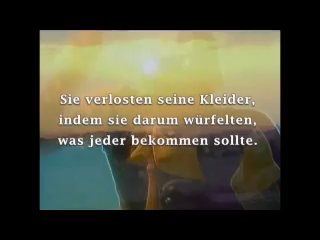 Sie verlosten seine Kleider,
indem sie darum würfelten,
was jeder bekommen sollte.